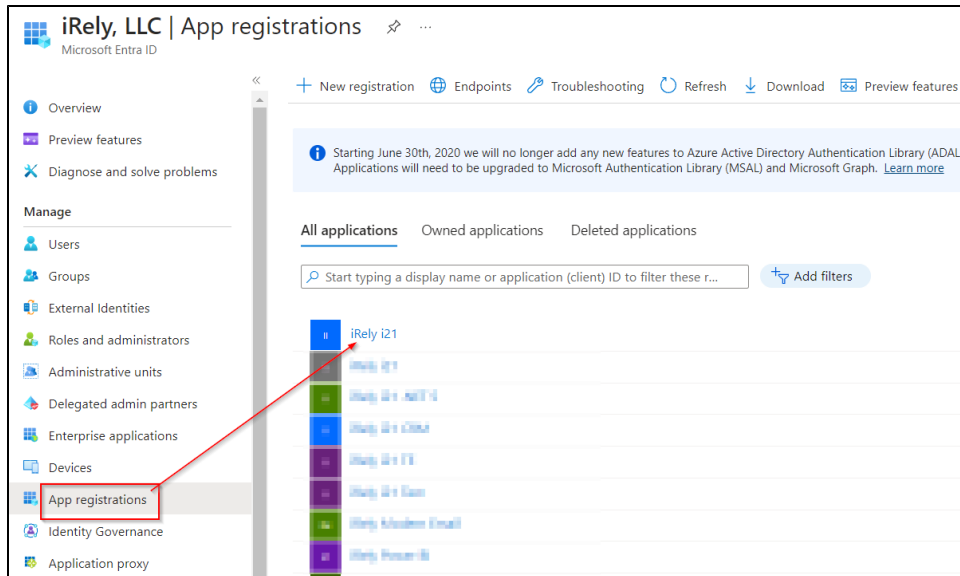 iRely, LLC | App registrations
Microsoft Entra ID
New registration Endpoints Troubleshooting Refresh Download Preview features
Overview
Preview features
Diagnose and solve problems
Manage
Users
Groups
External Identities
Roles and administrators
Administrative units
Delegated admin partners
Enterprise applications
Devices
App registrations
Identity Governance
Application proxy
Starting June 30th, 2020 we will no longer add any new features to Azure Active Directory Authentication Library (ADAL
Applications will need to be upgraded to Microsoft Authentication Library (MSAL) and Microsoft Graph. Learn more
All applications Owned applications Deleted applications
Start typing a display name or application (client) ID to filter these r...
Add filters
II iRely i21